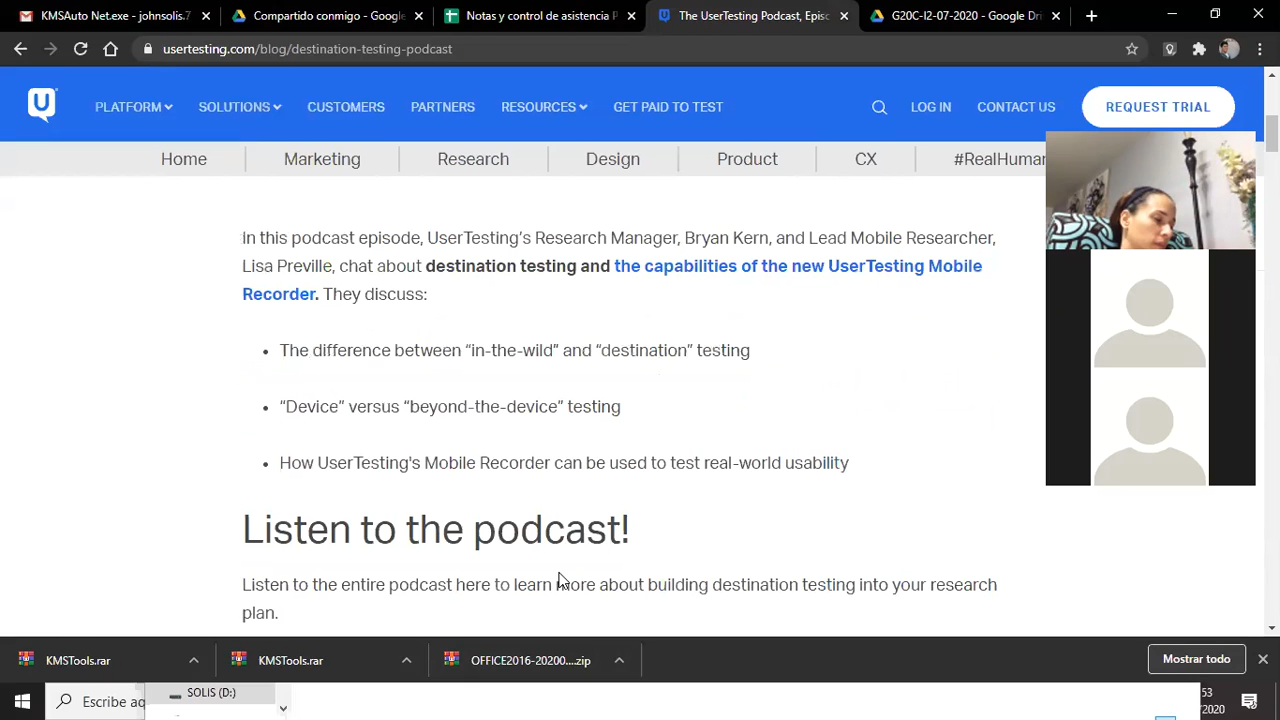 KMSAuto Net.exe - johnsolis.7
Compartido conmigo - Google
Notas y control de asistencia P
The UserTesting Podcast, Episo
G20C-I2-07-2020 - Google Dri
usertesting.com/blog/destination-testing-podcast
U
PLATFORM
SOLUTIONS
CUSTOMERS
PARTNERS
RESOURCES
GET PAID TO TEST
LOG IN
CONTACT US
REQUEST TRIAL
Home
Marketing
Research
Design
Product
CX
#RealHuman
In this podcast episode, UserTesting’s Research Manager, Bryan Kern, and Lead Mobile Researcher,
Lisa Preville, chat about destination testing and the capabilities of the new UserTesting Mobile
Recorder. They discuss:
• The difference between “in-the-wild” and “destination” testing
• “Device” versus “beyond-the-device” testing
• How UserTesting's Mobile Recorder can be used to test real-world usability
Listen to the podcast!
Listen to the entire podcast here to learn more about building destination testing into your research
plan.
KMSTools.rar
KMSTools.rar
OFFICE2016-20200....zip
Mostrar todo
Escribe aq
SOLIS (D:)
53
/2020